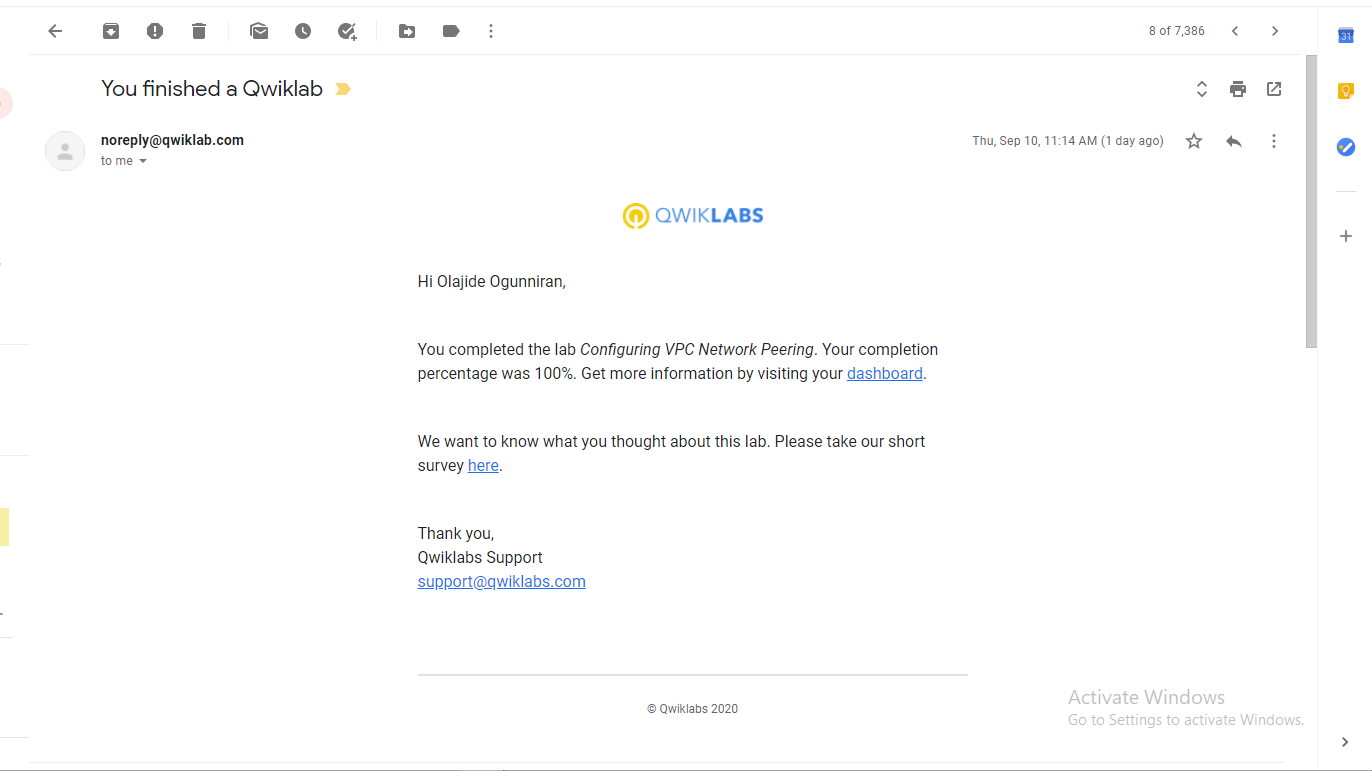 8 of 7,386
31
You finished a Qwiklab
noreply@qwiklab.com
Thu, Sep 10, 11:14 AM (1 day ago)
to me
QWIKLABS
Hi Olajide Ogunniran,
You completed the lab Configuring VPC Network Peering. Your completion
percentage was 100%. Get more information by visiting your dashboard.
We want to know what you thought about this lab. Please take our short
survey here.
Thank you,
Qwiklabs Support
support@qwiklabs.com
© Qwiklabs 2020
Activate Windows
Go to Settings to activate Windows.